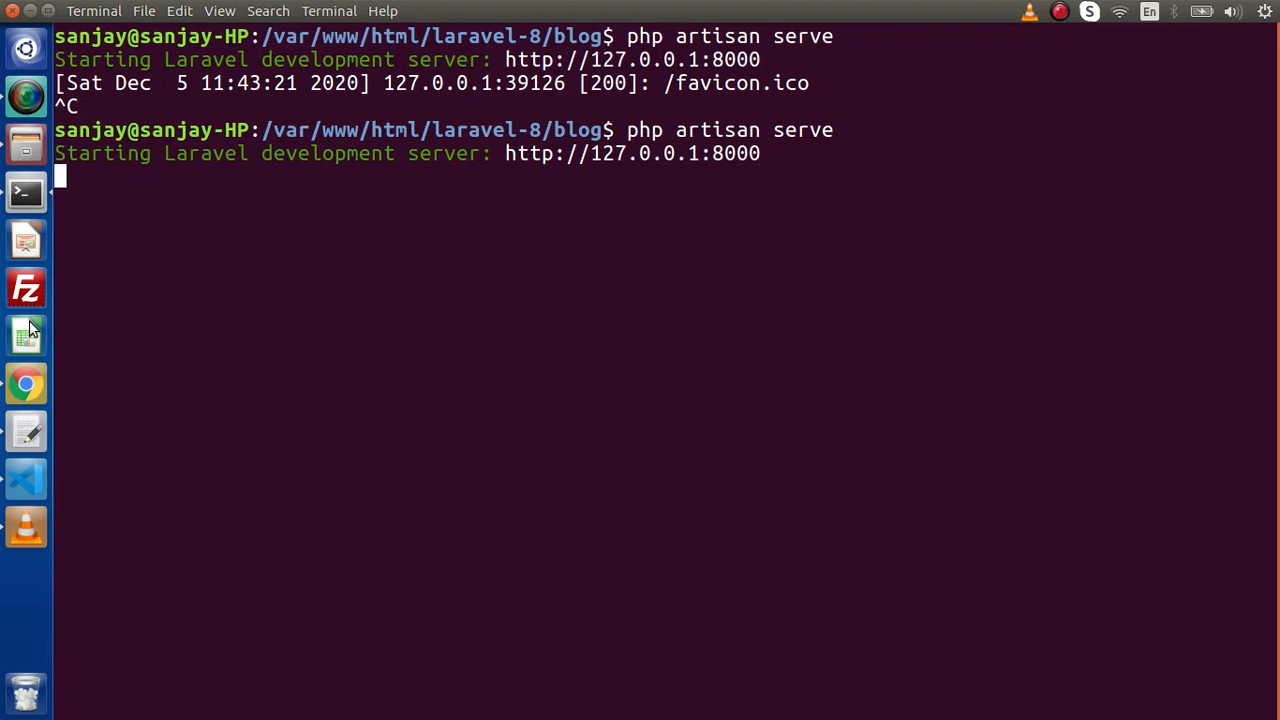 Terminal File Edit View Search Terminal Help
S En
sanjay@sanjay-HP:/var/www/html/laravel-8/blog$ php artisan serve
Starting Laravel development server: http://127.0.0.1:8000
[Sat Dec  5 11:43:21 2020] 127.0.0.1:39126 [200]: /favicon.ico
^C
sanjay@sanjay-HP:/var/www/html/laravel-8/blog$ php artisan serve
Starting Laravel development server: http://127.0.0.1:8000
>_
Fz